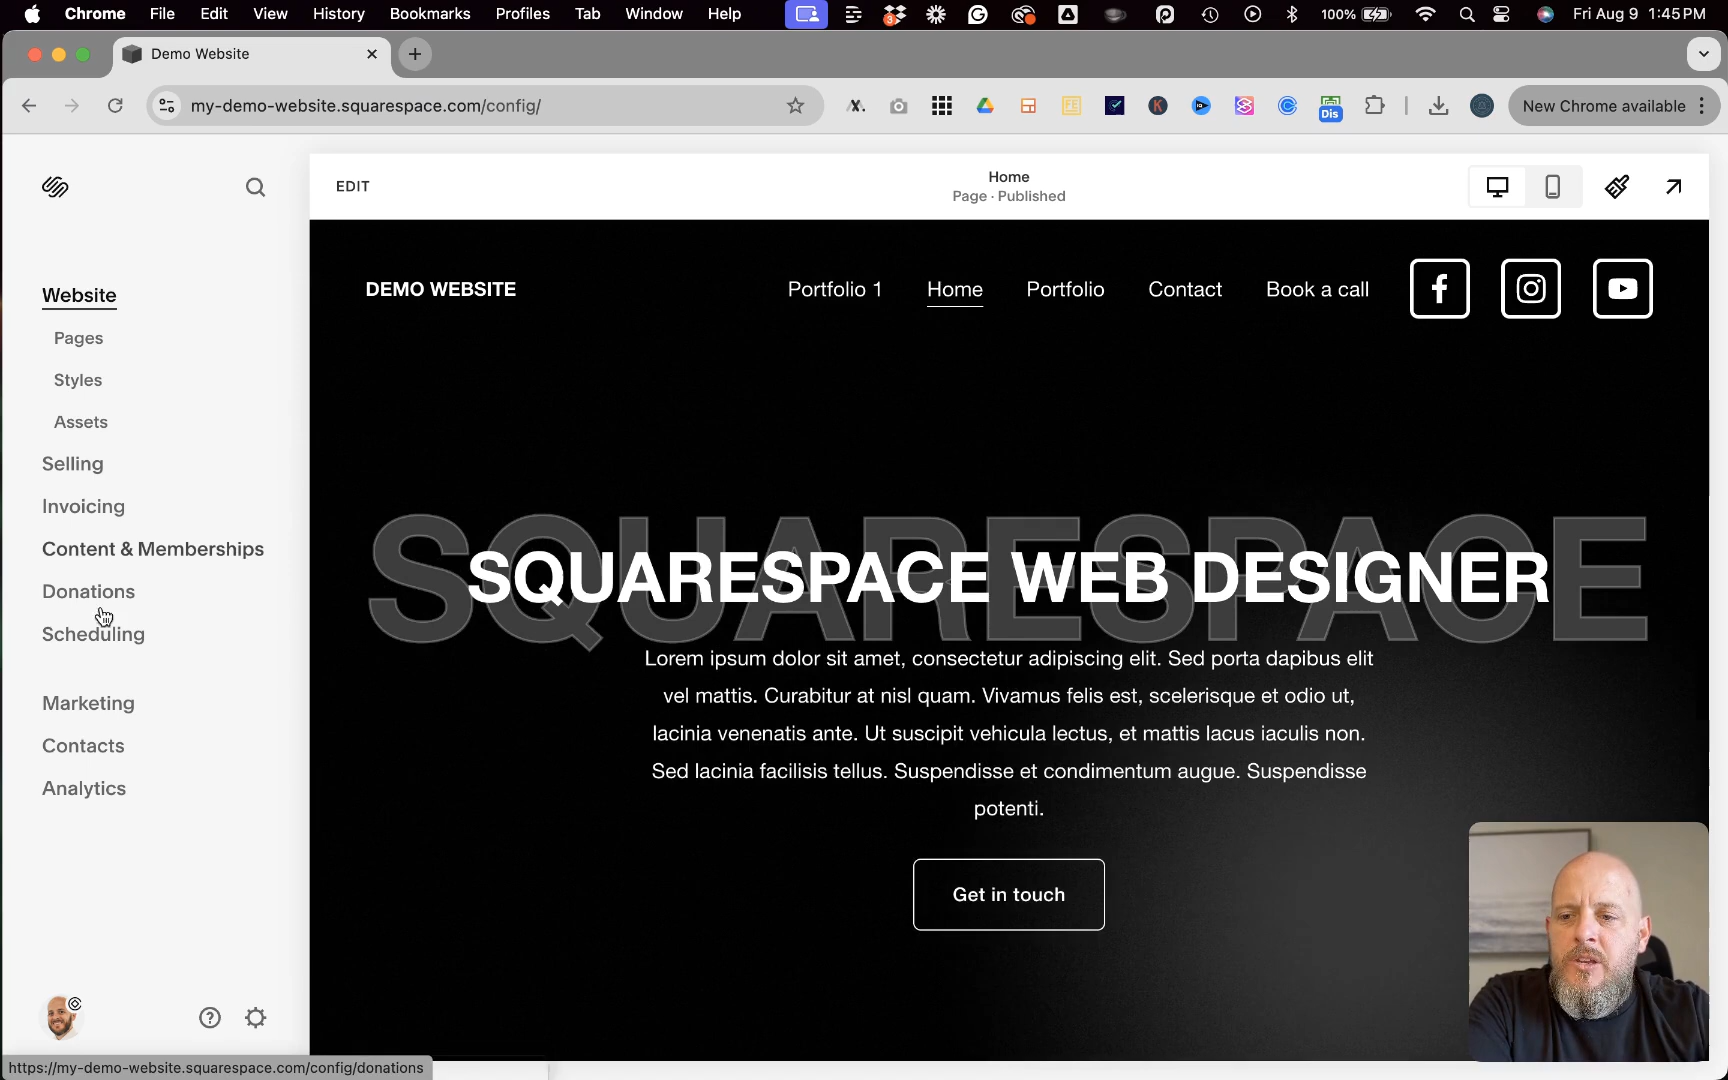 Chrome File Edit View History Bookmarks Profiles Tab Window Help
3
100%
Fri Aug 9 1:45 PM
Demo Website
my-demo-website.squarespace.com/config/
FE
K
Dis
New Chrome available
EDIT
Home
Page · Published
Website
Pages
Styles
Assets
Selling
Invoicing
Content & Memberships
Donations
Scheduling
Marketing
Contacts
Analytics
DEMO WEBSITE
Portfolio 1 Home Portfolio Contact Book a call
SQUARESPACE
SQUARESPACE WEB DESIGNER
Lorem ipsum dolor sit amet, consectetur adipiscing elit. Sed porta dapibus elit
vel mattis. Curabitur at nisl quam. Vivamus felis est, scelerisque et odio ut,
lacinia venenatis ante. Ut suscipit vehicula lectus, et mattis lacus iaculis non.
Sed lacinia facilisis tellus. Suspendisse et condimentum augue. Suspendisse
potenti.
Get in touch
https://my-demo-website.squarespace.com/config/donations